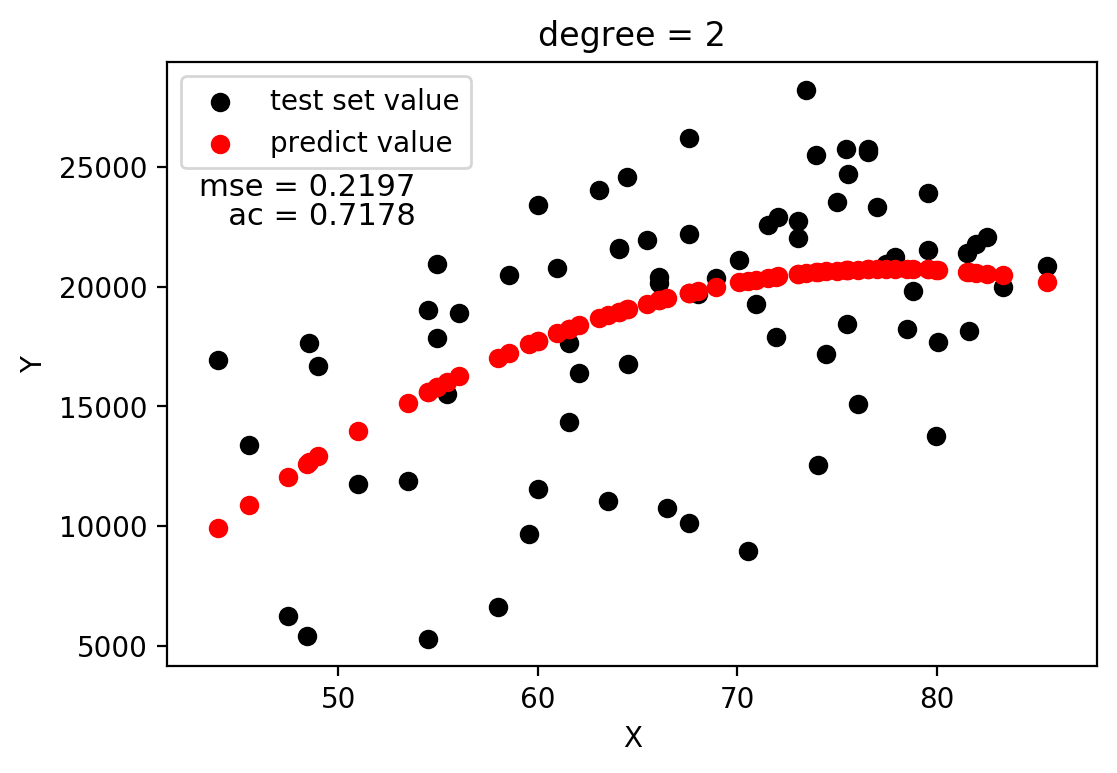 degree = 2
test set value
predict value
mse = 0.2197
ac = 0.7178
25000
20000
15000
10000
5000
Y
50 60 70 80
X